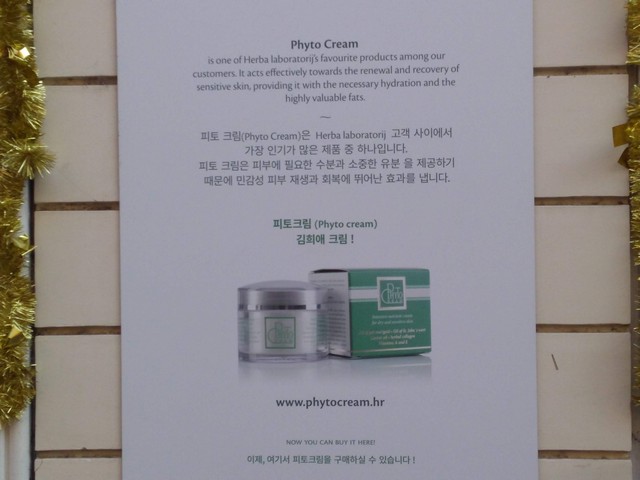 Phyto Cream
is one of Herba laboratorij's favourite products among our
customers. It acts effectively towards the renewal and recovery of
sensitive skin, providing it with the necessary hydration and the
highly valuable fats.
~
피토 크림(Phyto Cream)은 Herba laboratorij 고객 사이에서
가장 인기가 많은 제품 중 하나입니다.
피토 크림은 피부에 필요한 수분과 소중한 유분 을 제공하기
때문에 민감성 피부 재생과 회복에 뛰어난 효과를 냅니다.
피토크림 (Phyto cream)
김희애 크림 !
www.phytocream.hr
NOW YOU CAN BUY IT HERE!
이제, 여기서 피토크림을 구매하실 수 있습니다 !